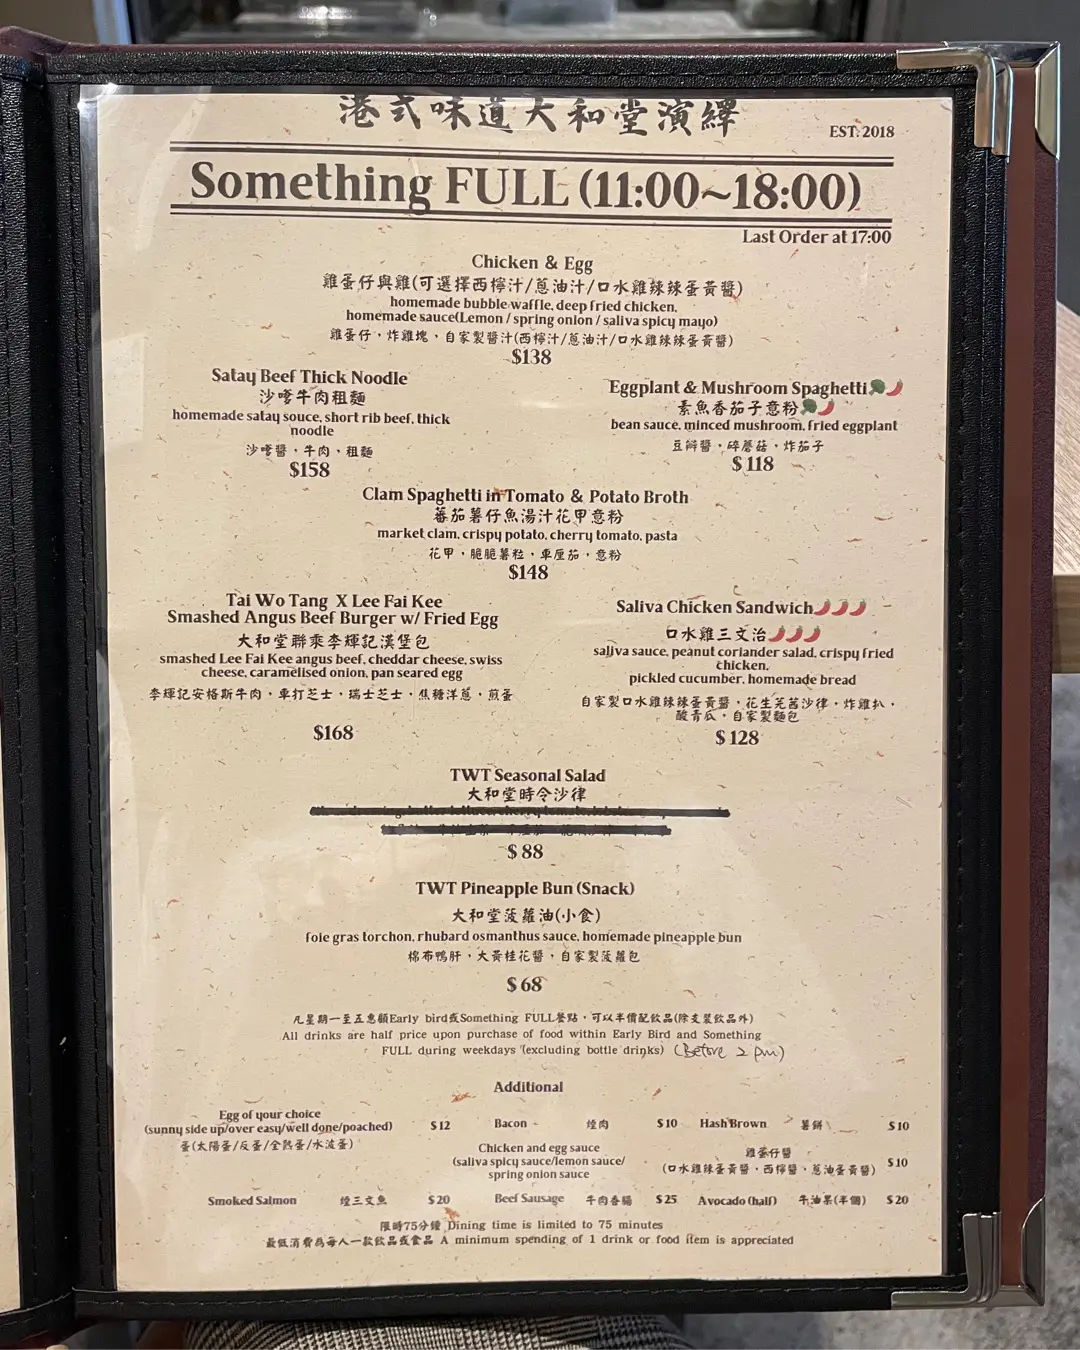 港式味道大和堂演繹
EST. 2018
Something FULL (11:00~18:00)
Last Order at 17:00
Chicken & Egg
雞蛋仔與雞(可選擇西檸汁/蔥油汁/口水雞辣辣蛋黃醬)
homemade bubble waffle, deep fried chicken,
homemade sauce(Lemon / spring onion / saliva spicy mayo)
雞蛋仔，炸雞塊，自家製醬汁(西檸汁/蔥油汁/口水雞辣辣蛋黃醬)
$138
Satay Beef Thick Noodle
沙嗲牛肉粗麵
homemade satay souce, short rib beef, thick
noodle
沙嗲醬，牛肉，粗麵
$158
Eggplant & Mushroom Spaghetti🥦🌶️
素魚香茄子意粉🥦🌶️
bean sauce, minced mushroom, fried eggplant
豆瓣醬，碎蘑菇，炸茄子
$ 118
Clam Spaghetti in Tomato & Potato Broth
蕃茄薯仔魚湯汁花甲意粉
market clam, crispy potato, cherry tomato, pasta
花甲，脆脆薯粒，車厘茄，意粉
$148
Tai Wo Tang X Lee Fai Kee
Smashed Angus Beef Burger w/ Fried Egg
大和堂聯乘李輝記漢堡包
smashed Lee Fai Kee angus beef, cheddar cheese, swiss
cheese, caramelised onion, pan seared egg
李輝記安格斯牛肉，車打芝士，瑞士芝士，焦糖洋蔥，煎蛋
$168
Saliva Chicken Sandwich🌶️🌶️🌶️
口水雞三文治🌶️🌶️🌶️
saliva sauce, peanut coriander salad, crispy fried
chicken,
pickled cucumber, homemade bread
自家製口水雞辣辣蛋黃醬，花生芫茜沙律，炸雞扒，
酸青瓜，自家製麵包
$ 128
TWT Seasonal Salad
大和堂時令沙律
$ 88
TWT Pineapple Bun (Snack)
大和堂菠蘿油(小食)
foie gras torchon, rhubard osmanthus sauce, homemade pineapple bun
棉布鴨肝，大黃桂花醬，自家製菠蘿包
$ 68
凡星期一至五惠顧Early bird或Something FULL餐點，可以半價配飲品(除支裝飲品外)
All drinks are half price upon purchase of food within Early Bird and Something
FULL during weekdays (excluding bottle drinks) (Before 2 pm)
Additional
Egg of your choice
(sunny side up/over easy/well done/poached) $12
蛋(太陽蛋/反蛋/全熟蛋/水波蛋)
Bacon 煙肉 $10
Hash Brown 薯餅 $10
Chicken and egg sauce
(saliva spicy sauce/lemon sauce/
spring onion sauce
雞蛋仔醬
(口水雞辣蛋黃醬，西檸醬，蔥油蛋黃醬) $10
Smoked Salmon 煙三文魚 $20
Beef Sausage 牛肉香腸 $25
Avocado (half) 牛油果(半個) $20
限時75分鐘 Dining time is limited to 75 minutes
最低消費為每人一款飲品或食品 A minimum spending of 1 drink or food item is appreciated